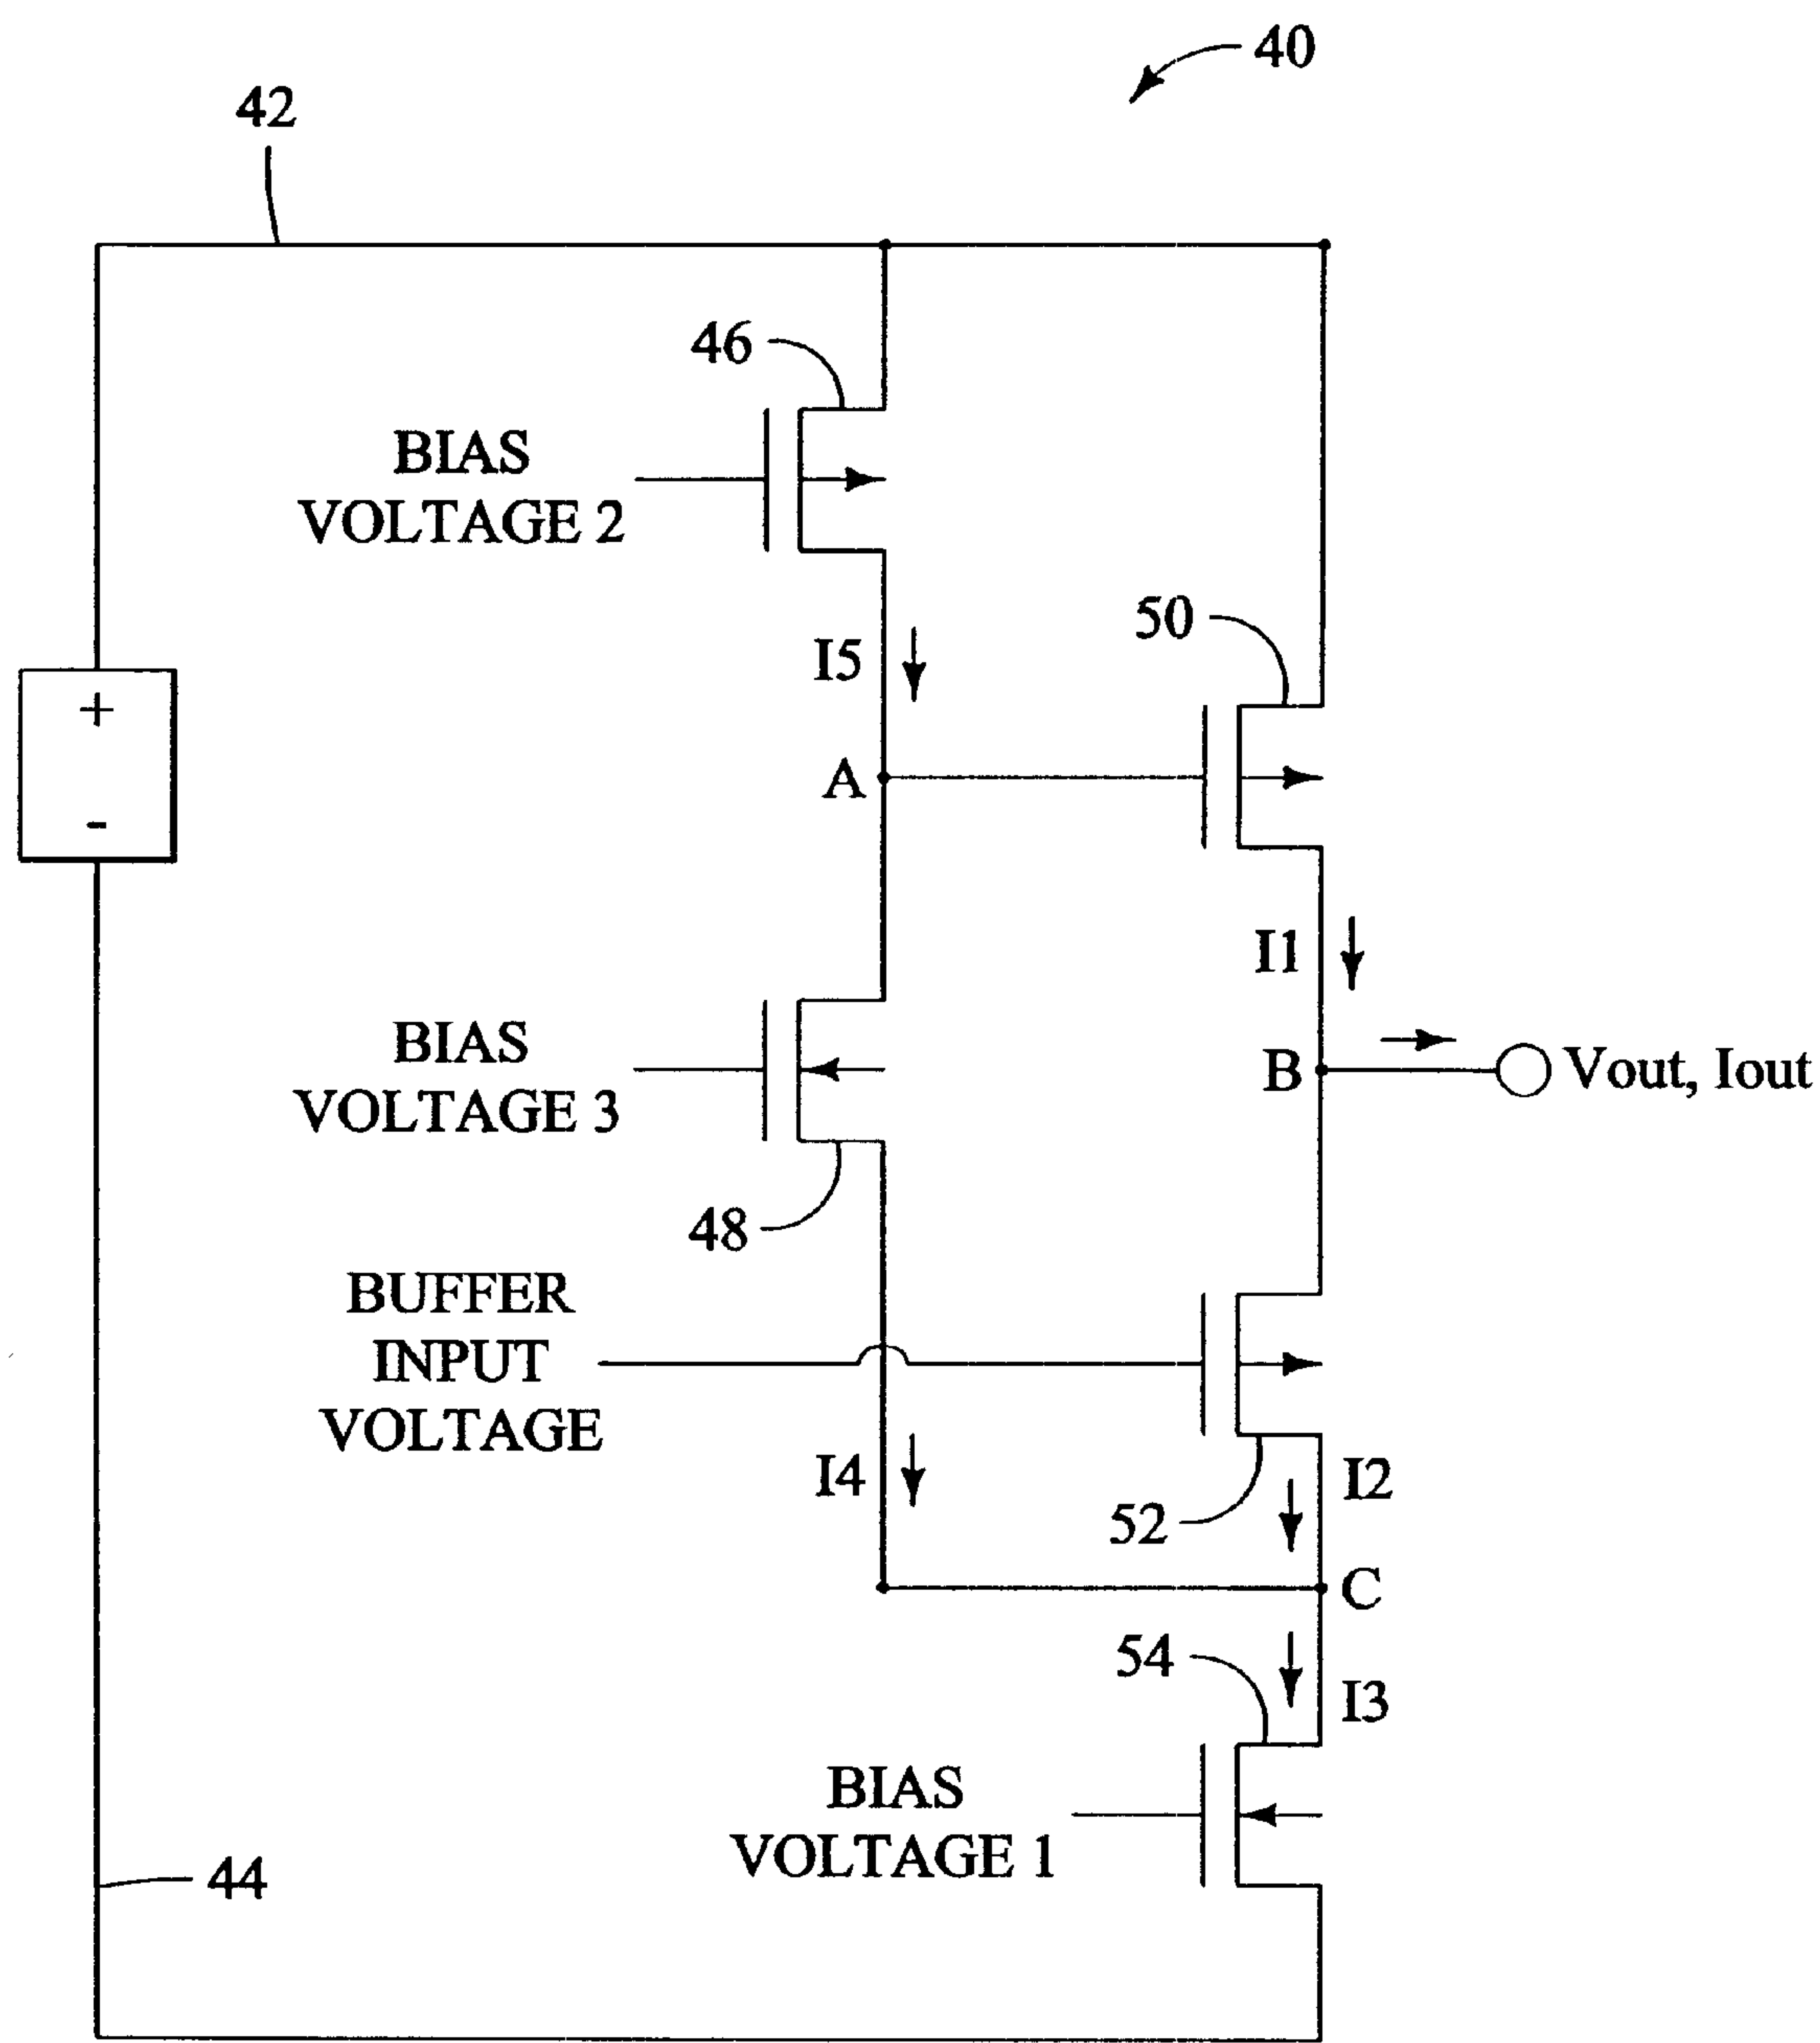 40
42
46
BIAS
VOLTAGE 2
50
I5
+
A
-
I1
BIAS
VOLTAGE 3
B
Vout, Iout
48
BUFFER
INPUT
VOLTAGE
I4
I2
52
C
54
I3
BIAS
VOLTAGE 1
44